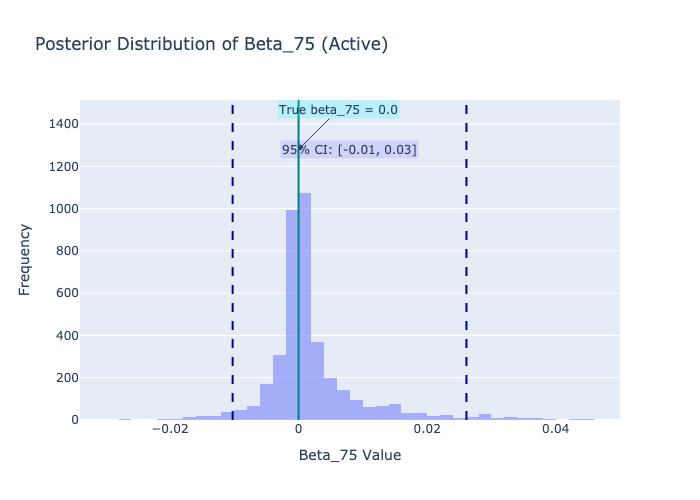 Posterior Distribution of Beta_75 (Active)
True beta_75 = 0.0
95% CI: [-0.01, 0.03]
1400
1200
1000
800
600
400
200
0
Frequency
−0.02
0
0.02
0.04
Beta_75 Value